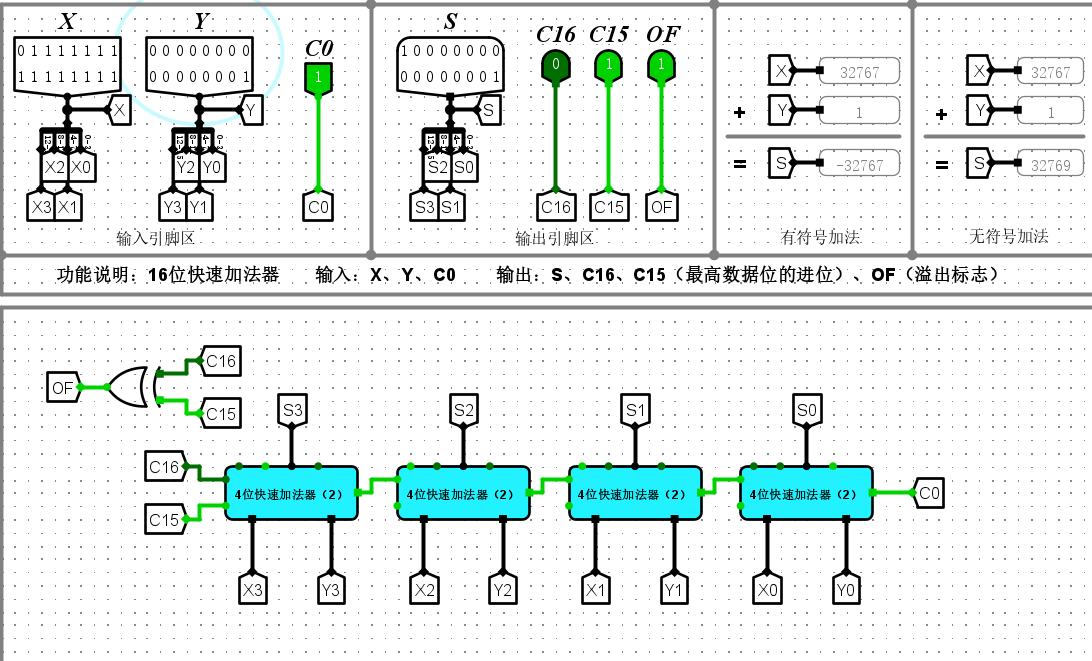 X Y C0 S C16 C15 OF
0 1 1 1 1 1 1 1
1 1 1 1 1 1 1 1
0 0 0 0 0 0 0 0
0 0 0 0 0 0 0 1
1
1 0 0 0 0 0 0 0
0 0 0 0 0 0 0 1
0 1 1
X Y S
X2 X0 Y2 Y0 S2 S0
X3 X1 Y3 Y1 C0 S3 S1 C16 C15 OF
输入引脚区
输出引脚区
X 32767
+ Y 1
= S -32767
有符号加法
X 32767
+ Y 1
= S 32769
无符号加法
功能说明：16位快速加法器 输入：X、Y、C0 输出：S、C16、C15（最高数据位的进位）、OF（溢出标志）
C16
OF
C15
S3 S2 S1 S0
C16
4位快速加法器（2） 4位快速加法器（2） 4位快速加法器（2） 4位快速加法器（2） C0
C15
X3 Y3 X2 Y2 X1 Y1 X0 Y0